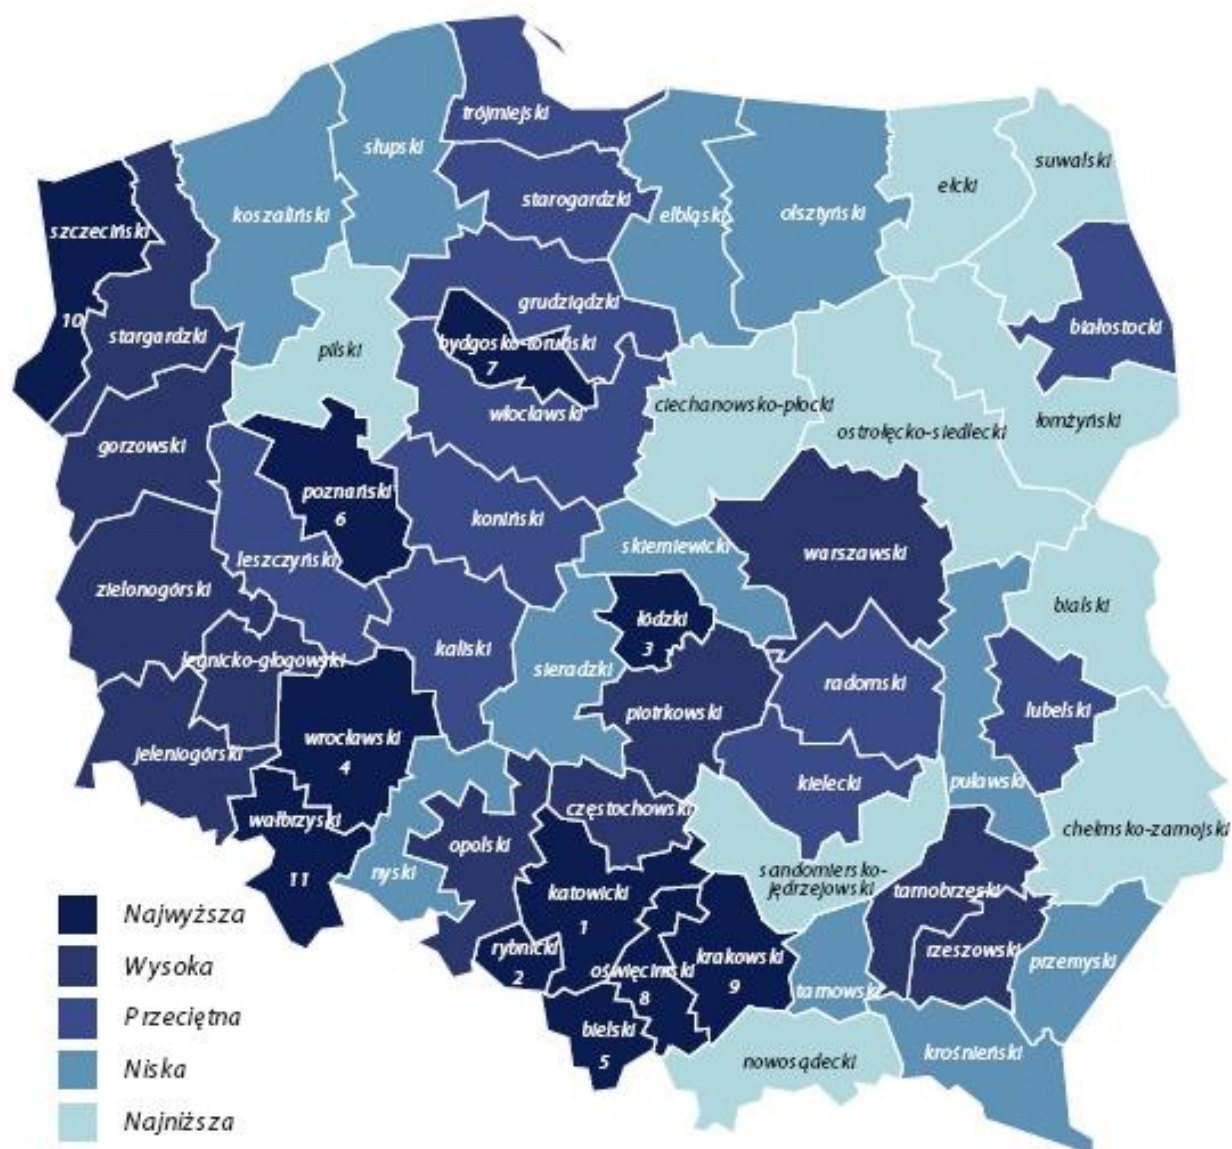 trójmiejski
słupski
suwalski
ełcki
starogardzki
koszaliński
elbląski
olsztyński
szczeciński
10
stargardzki
grudziądzki
białostocki
pilski
bydgosko-toruński
7
włocławski
ciechanowsko-płocki
ostrołęcko-siedlecki
łomżyński
gorzowski
poznański
6
koniński
leszczyński
skierniewicki
warszawski
zielonogórski
bialski
łódzki
3
legnicko-głogowski
kaliski
sieradzki
radomski
piotrkowski
lubelski
jeleniogórski
wrocławski
4
kielecki
puławski
wałbrzyski
11
częstochowski
chełmsko-zamojski
opolski
nyski
sandomiersko-
jędrzejowski
tarnobrzeski
katowicki
1
rybnicki
2
oświęcimski
8
krakowski
9
rzeszowski
przemyski
tarnowski
bielski
5
nowosądecki
krośnieński
Najwyższa
Wysoka
Przeciętna
Niska
Najniższa